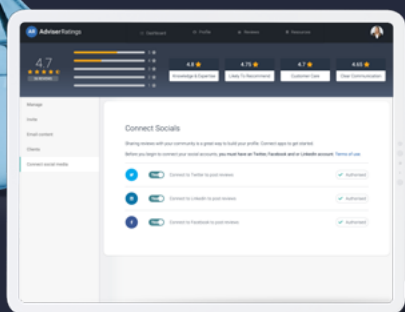 AR AdviserRatings
Dashboard
Profile
Reviews
Resources
4.7
4.8
Knowledge & Expertise
4.75
Likely To Recommend
4.7
Customer Care
4.65
Clear Communication
Manage
Invite
Email content
Clients
Connect social media
Connect Socials
Sharing reviews with your community is a great way to build your profile. Connect apps to get started.
Before you begin to connect your social accounts, you must have an Twitter, Facebook and or LinkedIn account. Terms of use.
Connect to Twitter to post reviews
Authorised
Connect to LinkedIn to post reviews
Authorised
Connect to Facebook to post reviews
Authorised